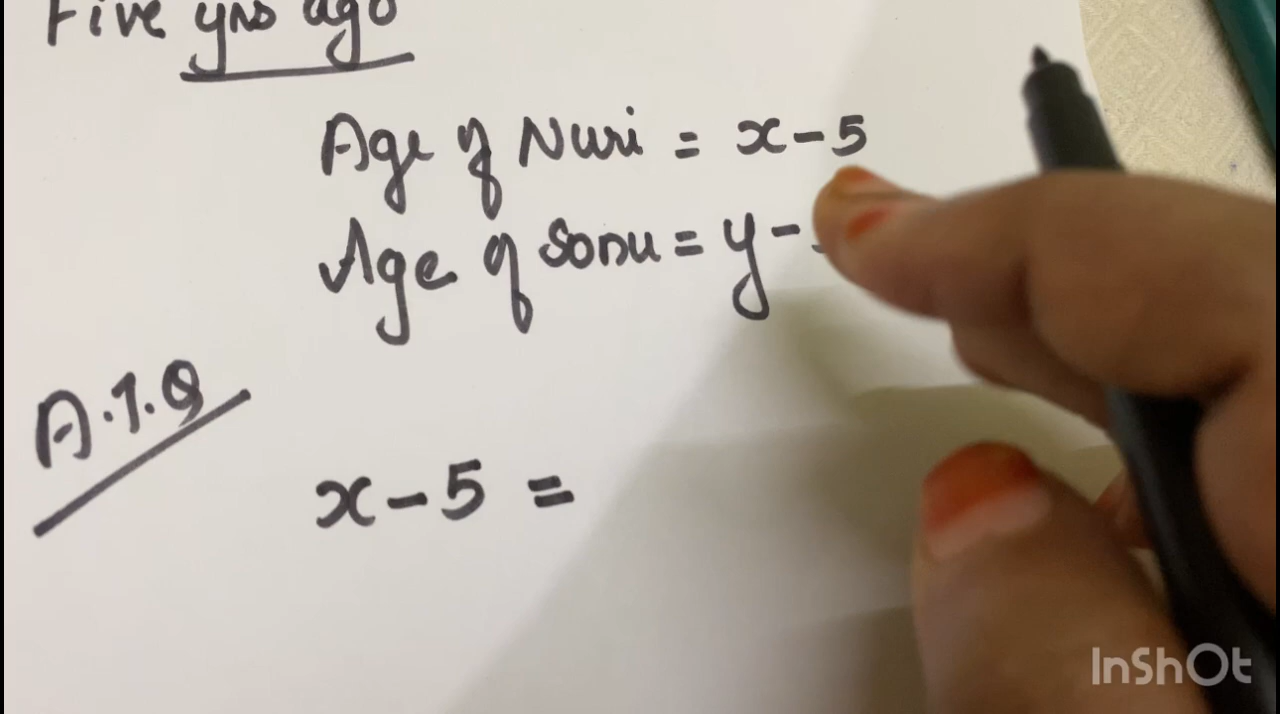 Five yrs ago
Age of Nuri = x-5
Age of Sonu = y-
A.I.Q
x-5 =
InShOt